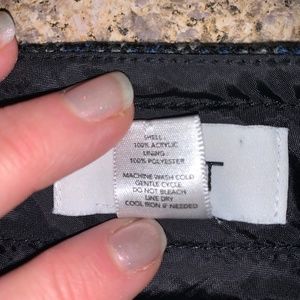 SHELL:
100% ACRYLIC
LINING:
100% POLYESTER
MACHINE WASH COLD
GENTLE CYCLE
DO NOT BLEACH
LINE DRY
COOL IRON IF NEEDED
T